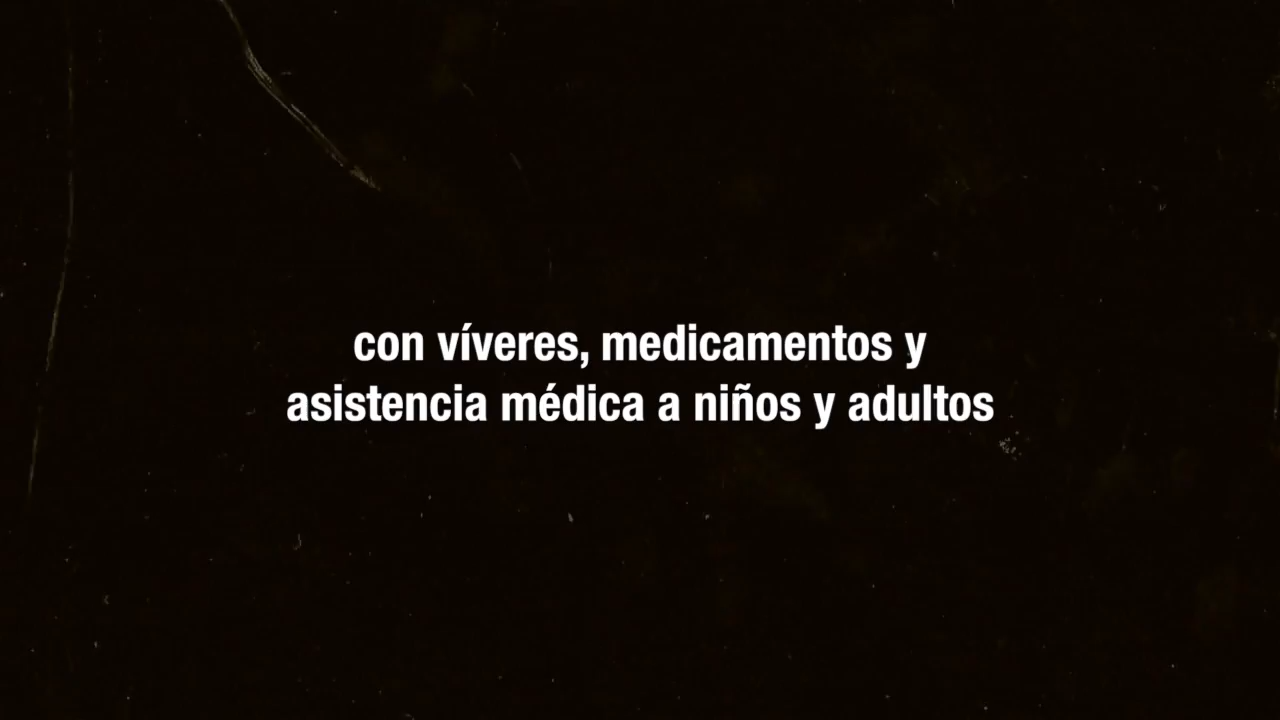 con víveres, medicamentos y
asistencia médica a niños y adultos